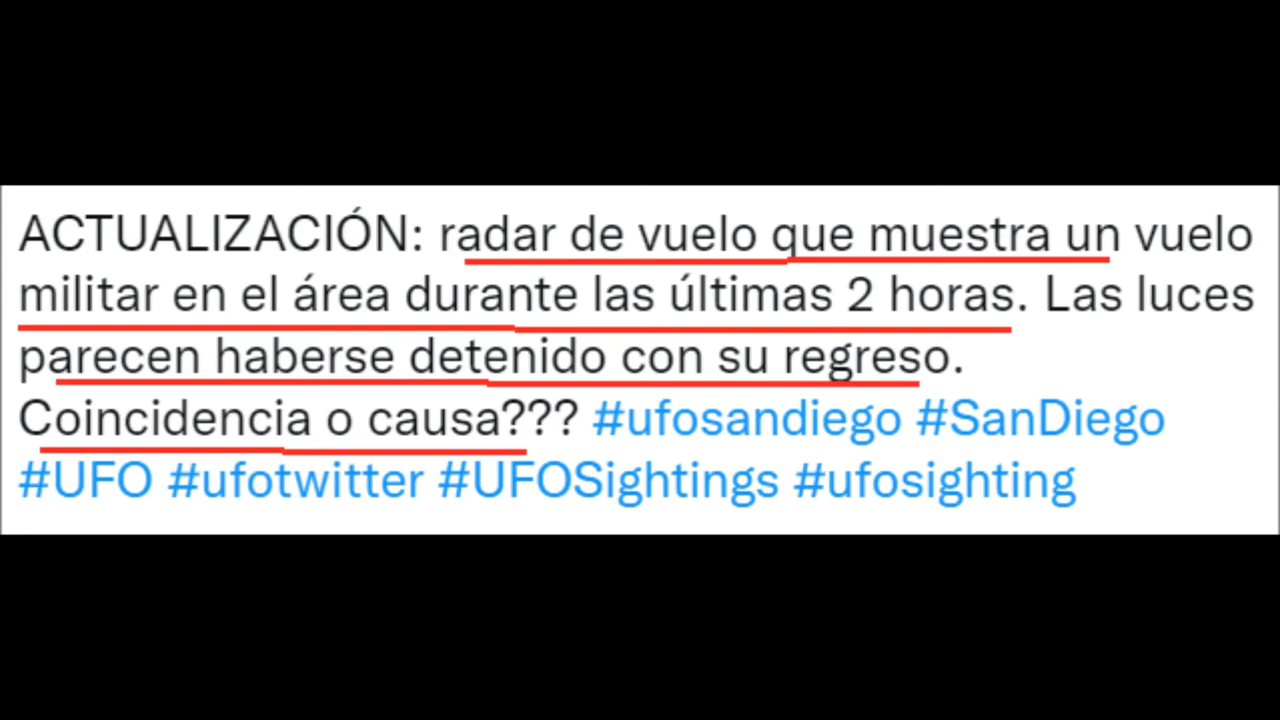 ACTUALIZACIÓN: radar de vuelo que muestra un vuelo
militar en el área durante las últimas 2 horas. Las luces
parecen haberse detenido con su regreso.
Coincidencia o causa??? #ufosandiego #SanDiego
#UFO #ufotwitter #UFOSightings #ufosighting